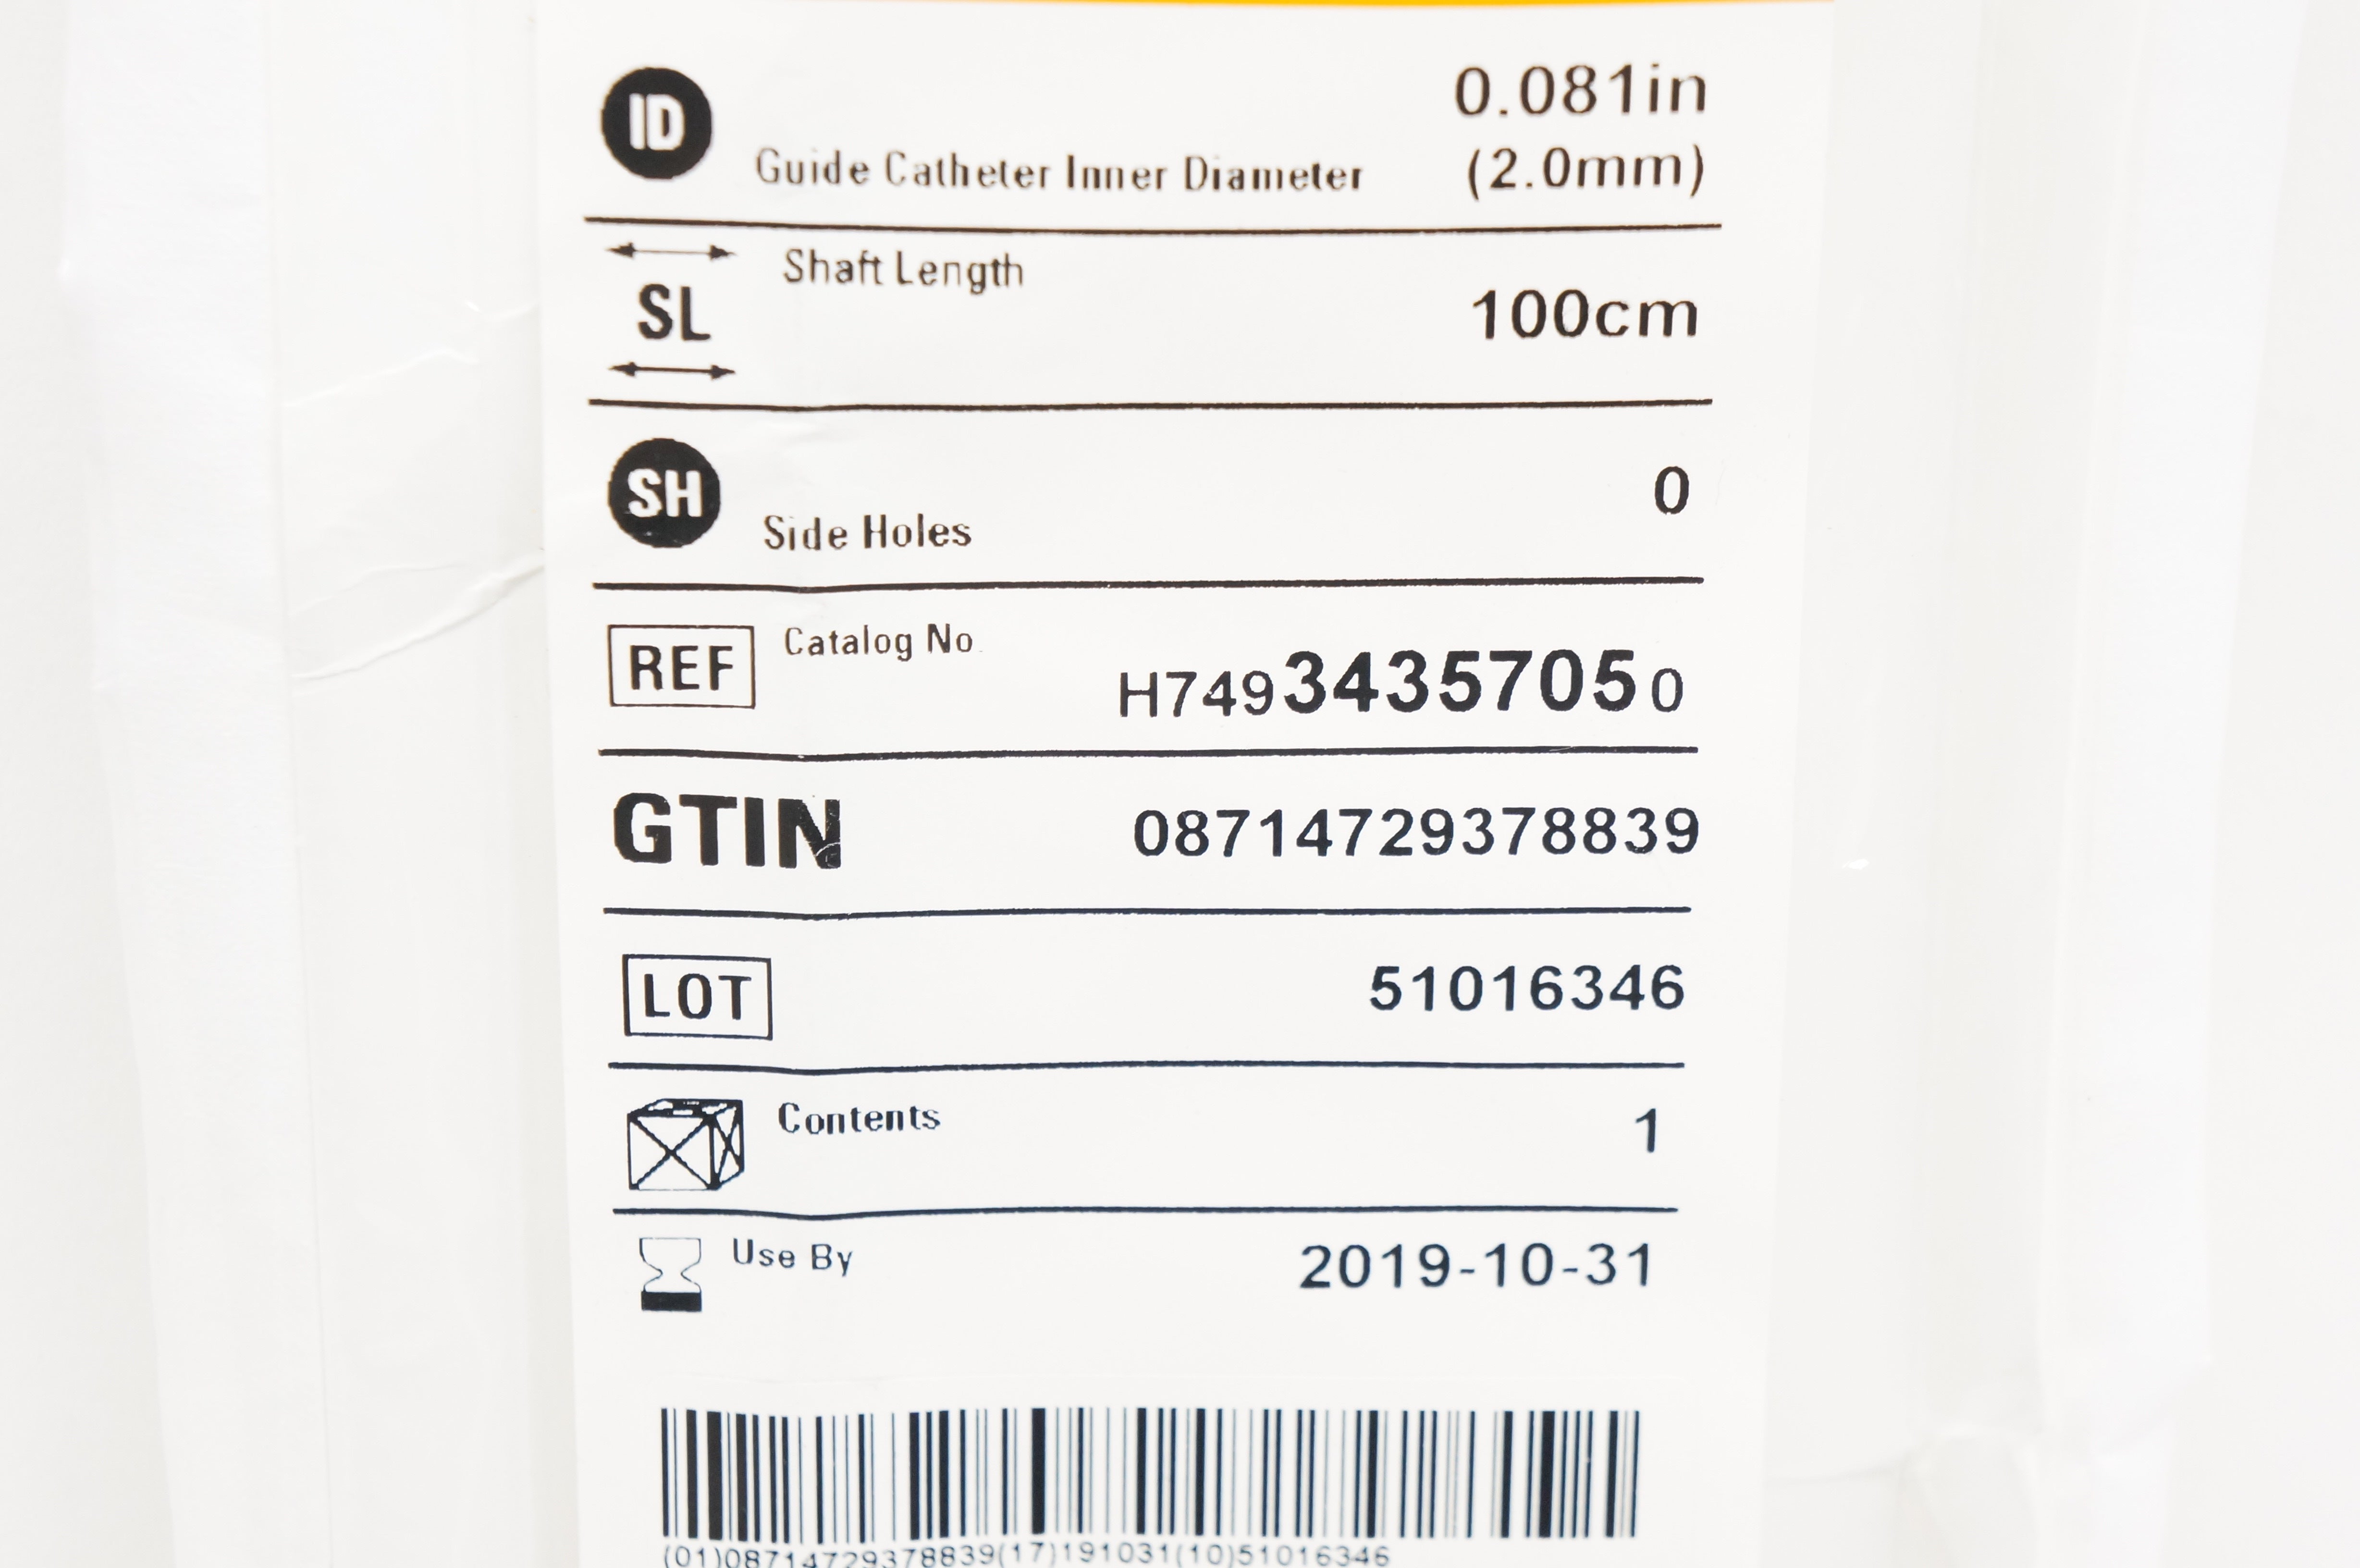 ID Guide Catheter Inner Diameter 0.081in
(2.0mm)
SL Shaft Length 100cm
SH Side Holes 0
REF Catalog No. H74934357050
GTIN 08714729378839
LOT 51016346
Contents 1
Use By 2019-10-31
(01)08714729378839(17)191031(10)51016346